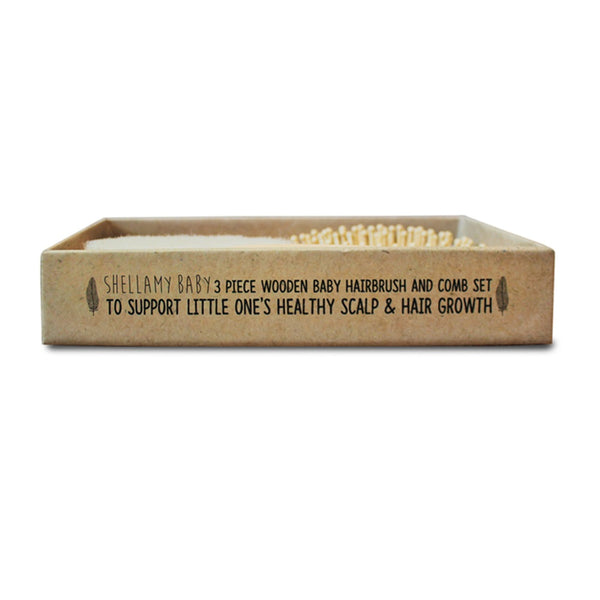 SHELLAMY BABY 3 PIECE WOODEN BABY HAIRBRUSH AND COMB SET
TO SUPPORT LITTLE ONE'S HEALTHY SCALP & HAIR GROWTH